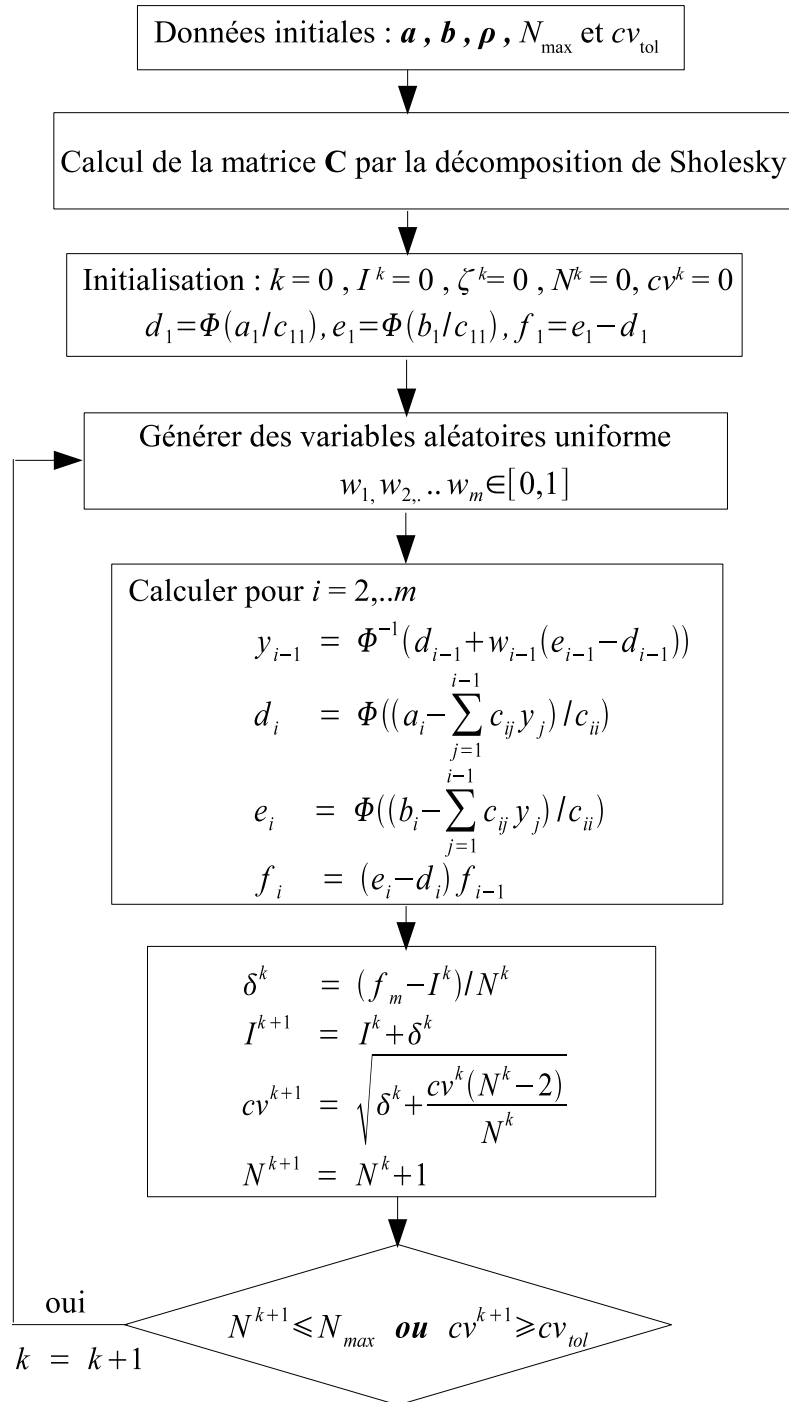 Données initiales : a , b , ρ , N_max et cv_tol
Calcul de la matrice C par la décomposition de Sholesky
Initialisation : k = 0 , I^k = 0 , ζ^k = 0 , N^k = 0, cv^k = 0
d_1=Φ(a_1/c_11), e_1=Φ(b_1/c_11), f_1=e_1−d_1
Générer des variables aléatoires uniforme
w_1, w_2,. .. w_m∈[0,1]
Calculer pour i = 2,..m
y_{i−1} = Φ^{−1}(d_{i−1}+w_{i−1}(e_{i−1}−d_{i−1}))
d_i = Φ((a_i−∑_{j=1}^{i−1} c_ij y_j)/c_ii)
e_i = Φ((b_i−∑_{j=1}^{i−1} c_ij y_j)/c_ii)
f_i = (e_i−d_i) f_{i−1}
δ^k = (f_m−I^k)/N^k
I^{k+1} = I^k+δ^k
cv^{k+1} = √(δ^k+cv^k(N^k−2)/N^k)
N^{k+1} = N^k+1
oui
N^{k+1}⩽N_max ou cv^{k+1}⩾cv_tol
k = k+1